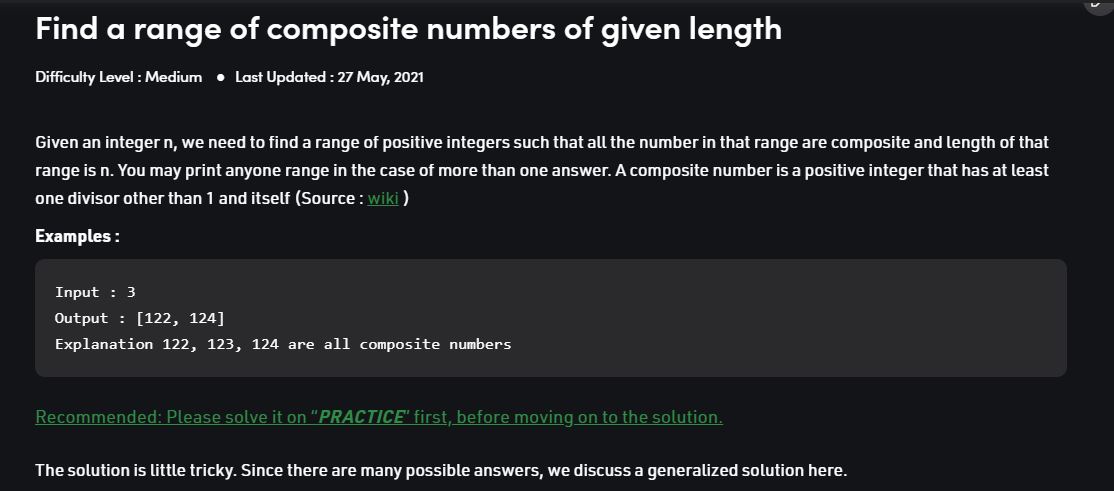 Find a range of composite numbers of given length
Difficulty Level : Medium ● Last Updated : 27 May, 2021
Given an integer n, we need to find a range of positive integers such that all the number in that range are composite and length of that
range is n. You may print anyone range in the case of more than one answer. A composite number is a positive integer that has at least
one divisor other than 1 and itself (Source : wiki )
Examples :
Input : 3
Output : [122, 124]
Explanation 122, 123, 124 are all composite numbers
Recommended: Please solve it on “PRACTICE” first, before moving on to the solution.
The solution is little tricky. Since there are many possible answers, we discuss a generalized solution here.